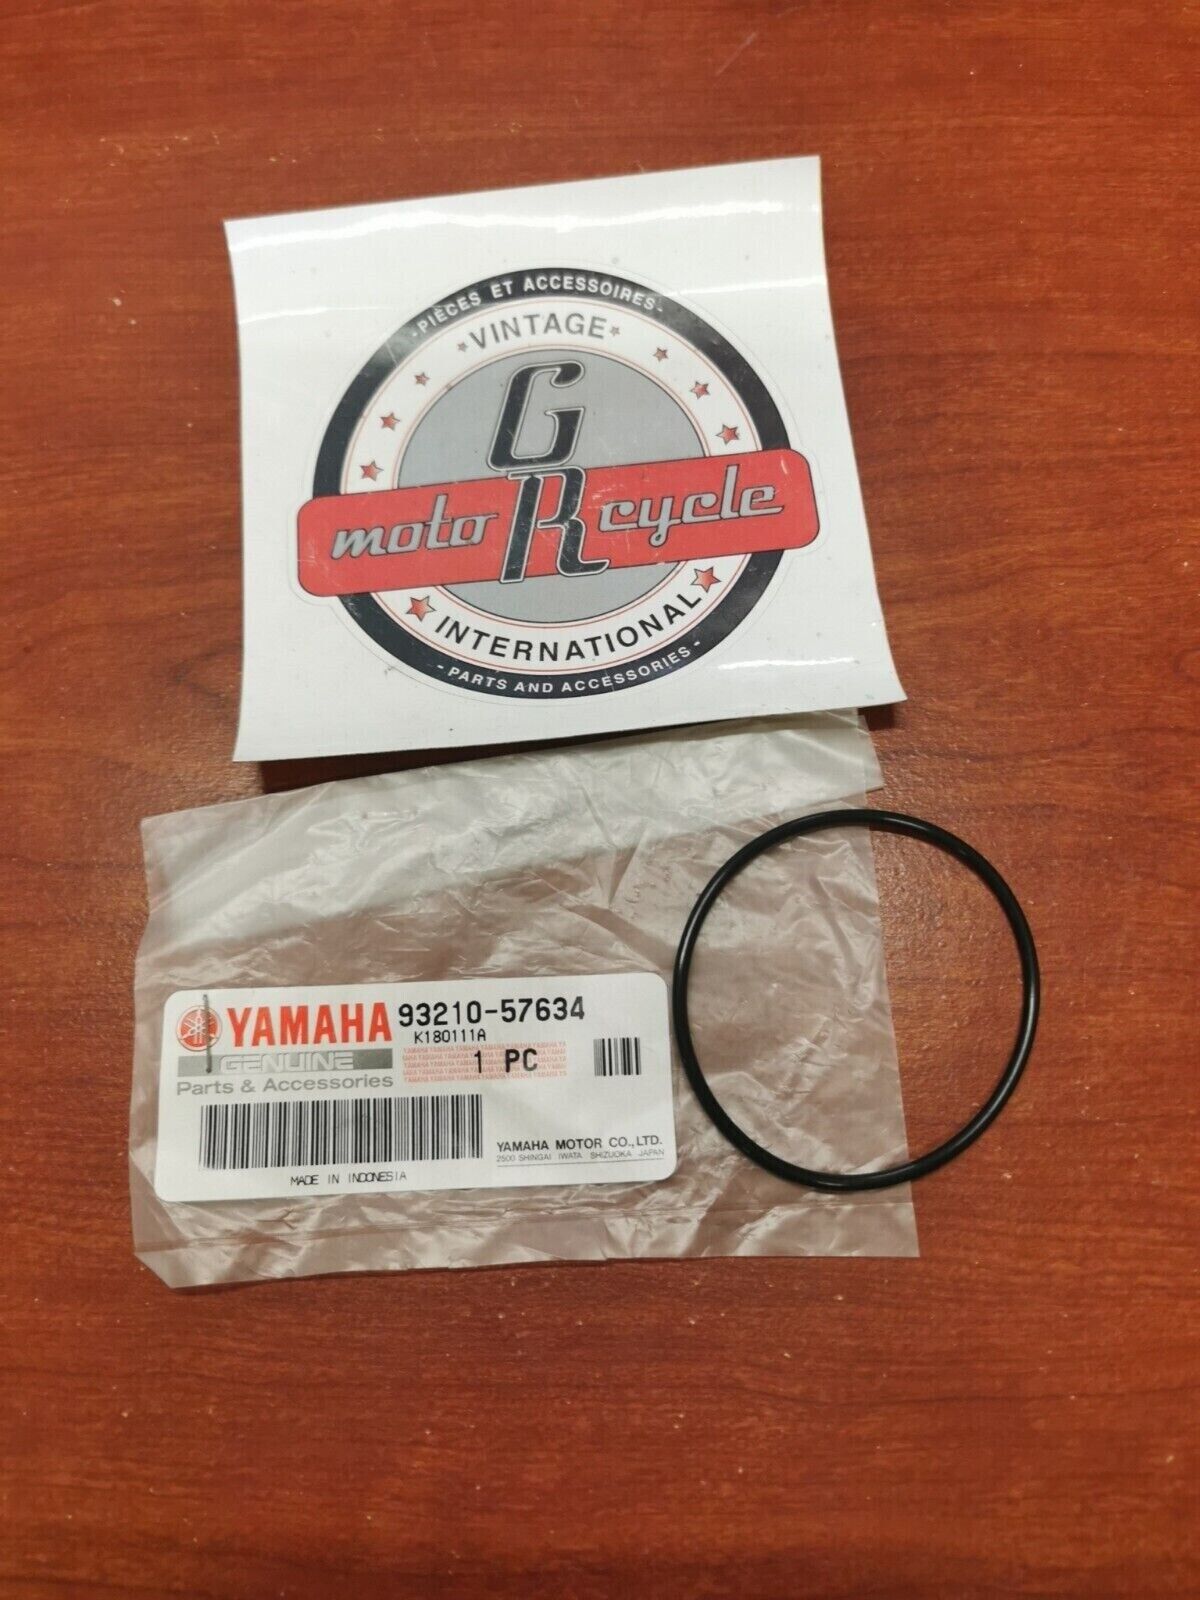 -PIÈCES ET ACCESSOIRES-
VINTAGE
G
moto R cycle
INTERNATIONAL
- PARTS AND ACCESSORIES -
YAMAHA 93210-57634
K180111A
GENUINE
1 PC
Parts & Accessories
YAMAHA MOTOR CO.,LTD.
2500 SHINGAI IWATA SHIZUOKA JAPAN
MADE IN INDONESIA